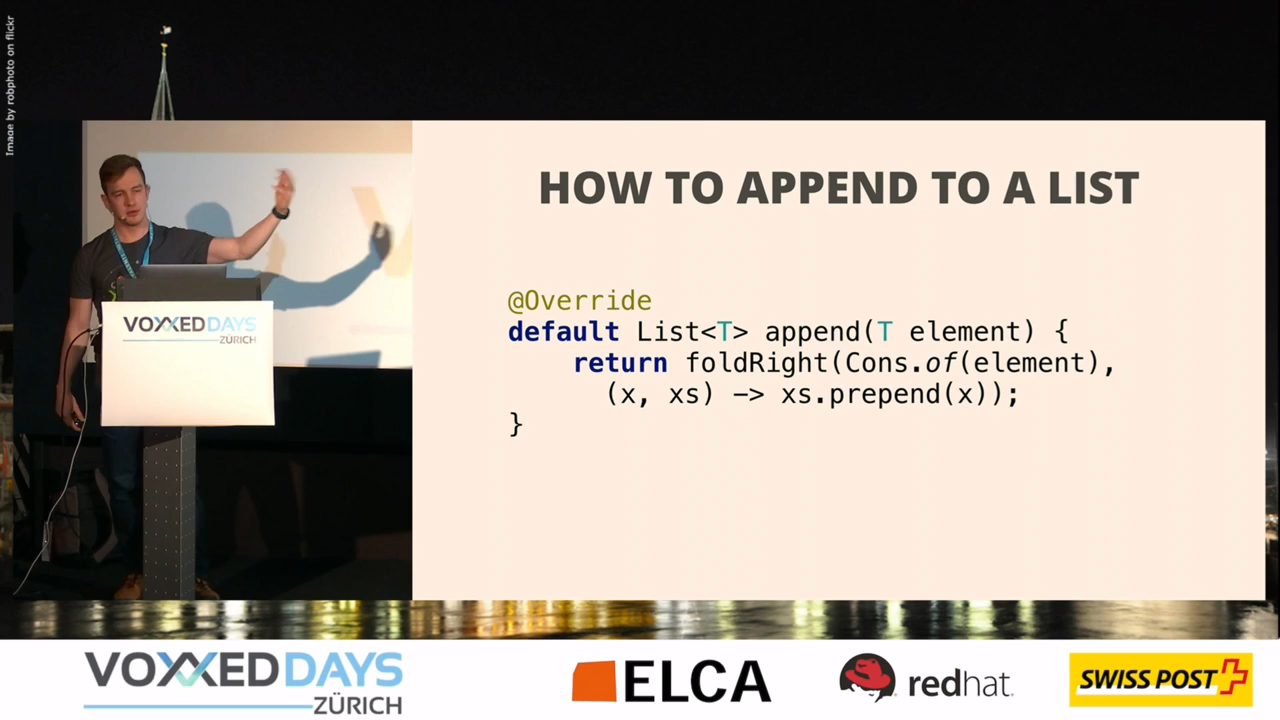 Image by robphoto on flickr
HOW TO APPEND TO A LIST
@Override
default List<T> append(T element) {
return foldRight(Cons.of(element),
(x, xs) -> xs.prepend(x));
}
VOXXED DAYS
ZÜRICH
VOXXED DAYS
ZÜRICH
ELCA
redhat.
SWISS POST